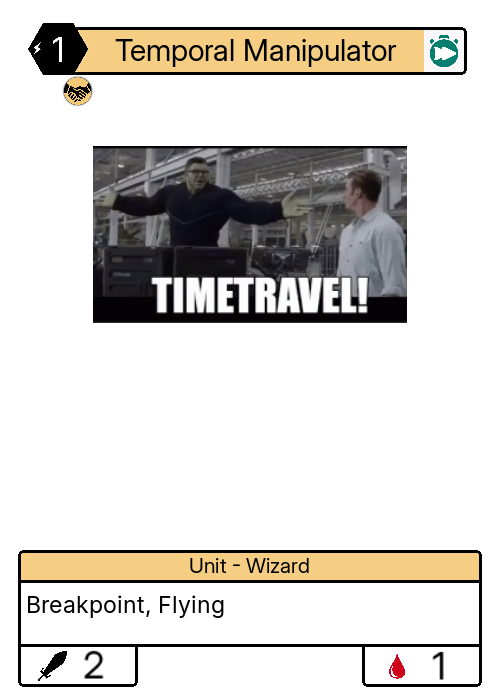 1
Temporal Manipulator
TIMETRAVEL!
Unit - Wizard
Breakpoint, Flying
2
1